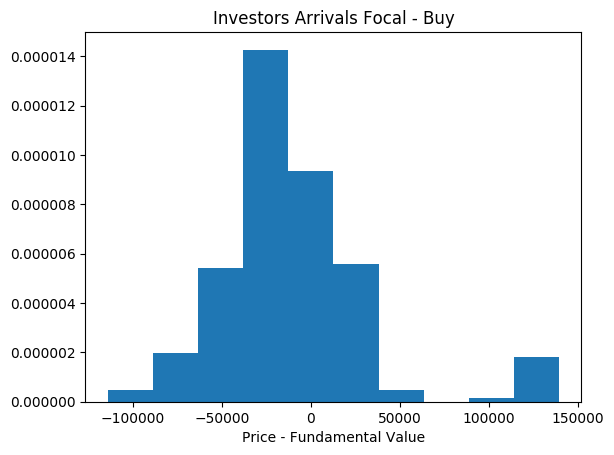 Investors Arrivals Focal - Buy
0.000014
0.000012
0.000010
0.000008
0.000006
0.000004
0.000002
0.000000
−100000 −50000 0 50000 100000 150000
Price - Fundamental Value